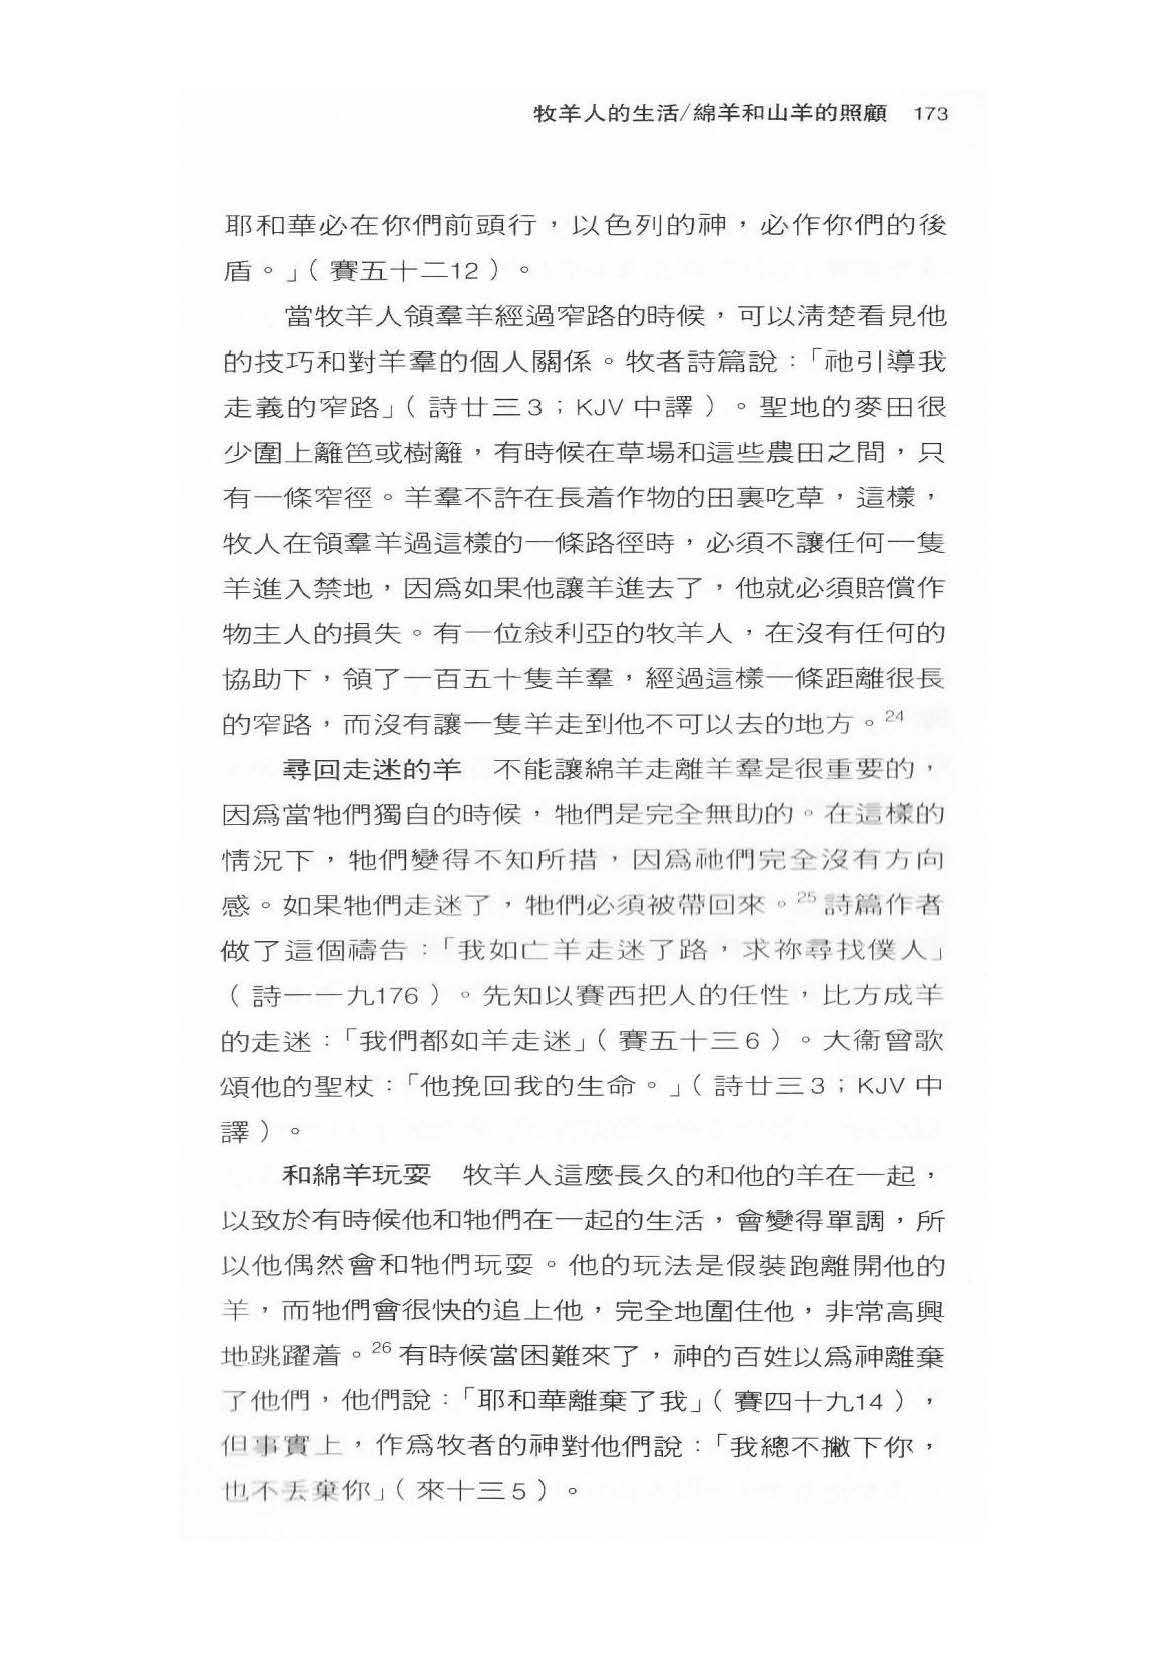 牧羊人的生活/綿羊和山羊的照顧 173
耶和華必在你們前頭行，以色列的神，必作你們的後
盾。」（賽五十二12）。
當牧羊人領羣羊經過窄路的時候，可以淸楚看見他
的技巧和對羊羣的個人關係。牧者詩篇說：「祂引導我
走義的窄路」（詩廿三3；KJV中譯）。聖地的麥田很
少圍上籬笆或樹籬，有時候在草場和這些農田之間，只
有一條窄徑。羊羣不許在長着作物的田裏吃草，這樣，
牧人在領羣羊過這樣的一條路徑時，必須不讓任何一隻
羊進入禁地，因爲如果他讓羊進去了，他就必須賠償作
物主人的損失。有一位敍利亞的牧羊人，在沒有任何的
協助下，領了一百五十隻羊羣，經過這樣一條距離很長
的窄路，而沒有讓一隻羊走到他不可以去的地方。24
尋回走迷的羊　不能讓綿羊走離羊羣是很重要的，
因爲當牠們獨自的時候，牠們是完全無助的。在這樣的
情況下，牠們變得不知所措，因爲祂們完全沒有方向
感。如果牠們走迷了，牠們必須被帶回來。25詩篇作者
做了這個禱告：「我如亡羊走迷了路，求祢尋找僕人」
（詩一一九176）。先知以賽西把人的任性，比方成羊
的走迷：「我們都如羊走迷」（賽五十三6）。大衞曾歌
頌他的聖杖：「他挽回我的生命。」（詩廿三3；KJV中
譯）。
和綿羊玩耍　牧羊人這麼長久的和他的羊在一起，
以致於有時候他和牠們在一起的生活，會變得單調，所
以他偶然會和牠們玩耍。他的玩法是假裝跑離開他的
羊，而牠們會很快的追上他，完全地圍住他，非常高興
地跳躍着。26有時候當困難來了，神的百姓以爲神離棄
了他們，他們說：「耶和華離棄了我」（賽四十九14），
但事實上，作爲牧者的神對他們說：「我總不撇下你，
也不丟棄你」（來十三5）。